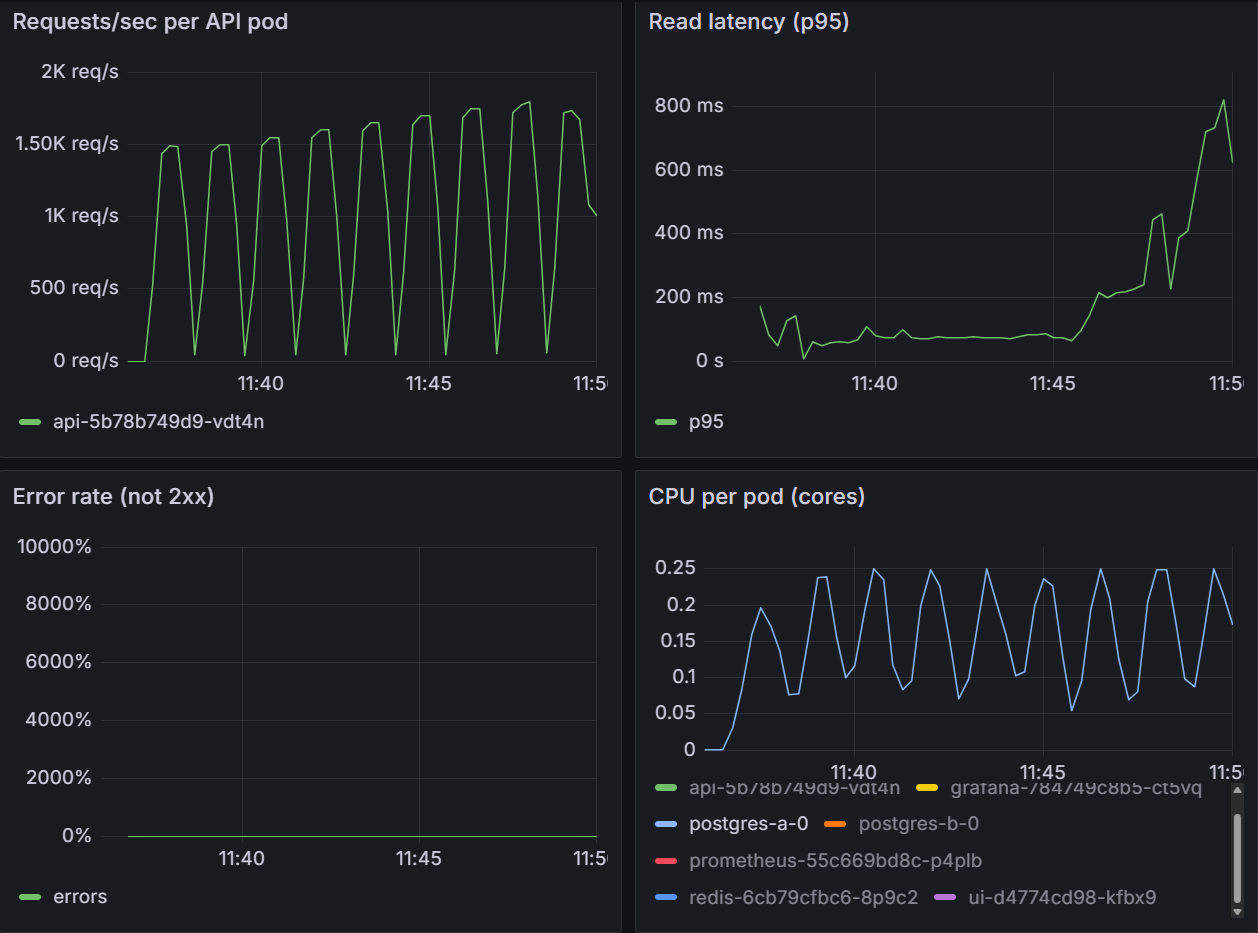 Requests/sec per API pod
2K req/s
1.50K req/s
1K req/s
500 req/s
0 req/s
11:40 11:45 11:50
api-5b78b749d9-vdt4n
Read latency (p95)
800 ms
600 ms
400 ms
200 ms
0 s
11:40 11:45 11:50
p95
Error rate (not 2xx)
10000%
8000%
6000%
4000%
2000%
0%
11:40 11:45 11:50
errors
CPU per pod (cores)
0.25
0.2
0.15
0.1
0.05
0
11:40 11:45 11:50
api-5b78b749d9-vdt4n grafana-784749c8b5-ct5vq
postgres-a-0 postgres-b-0
prometheus-55c669bd8c-p4plb
redis-6cb79cfbc6-8p9c2 ui-d4774cd98-kfbx9